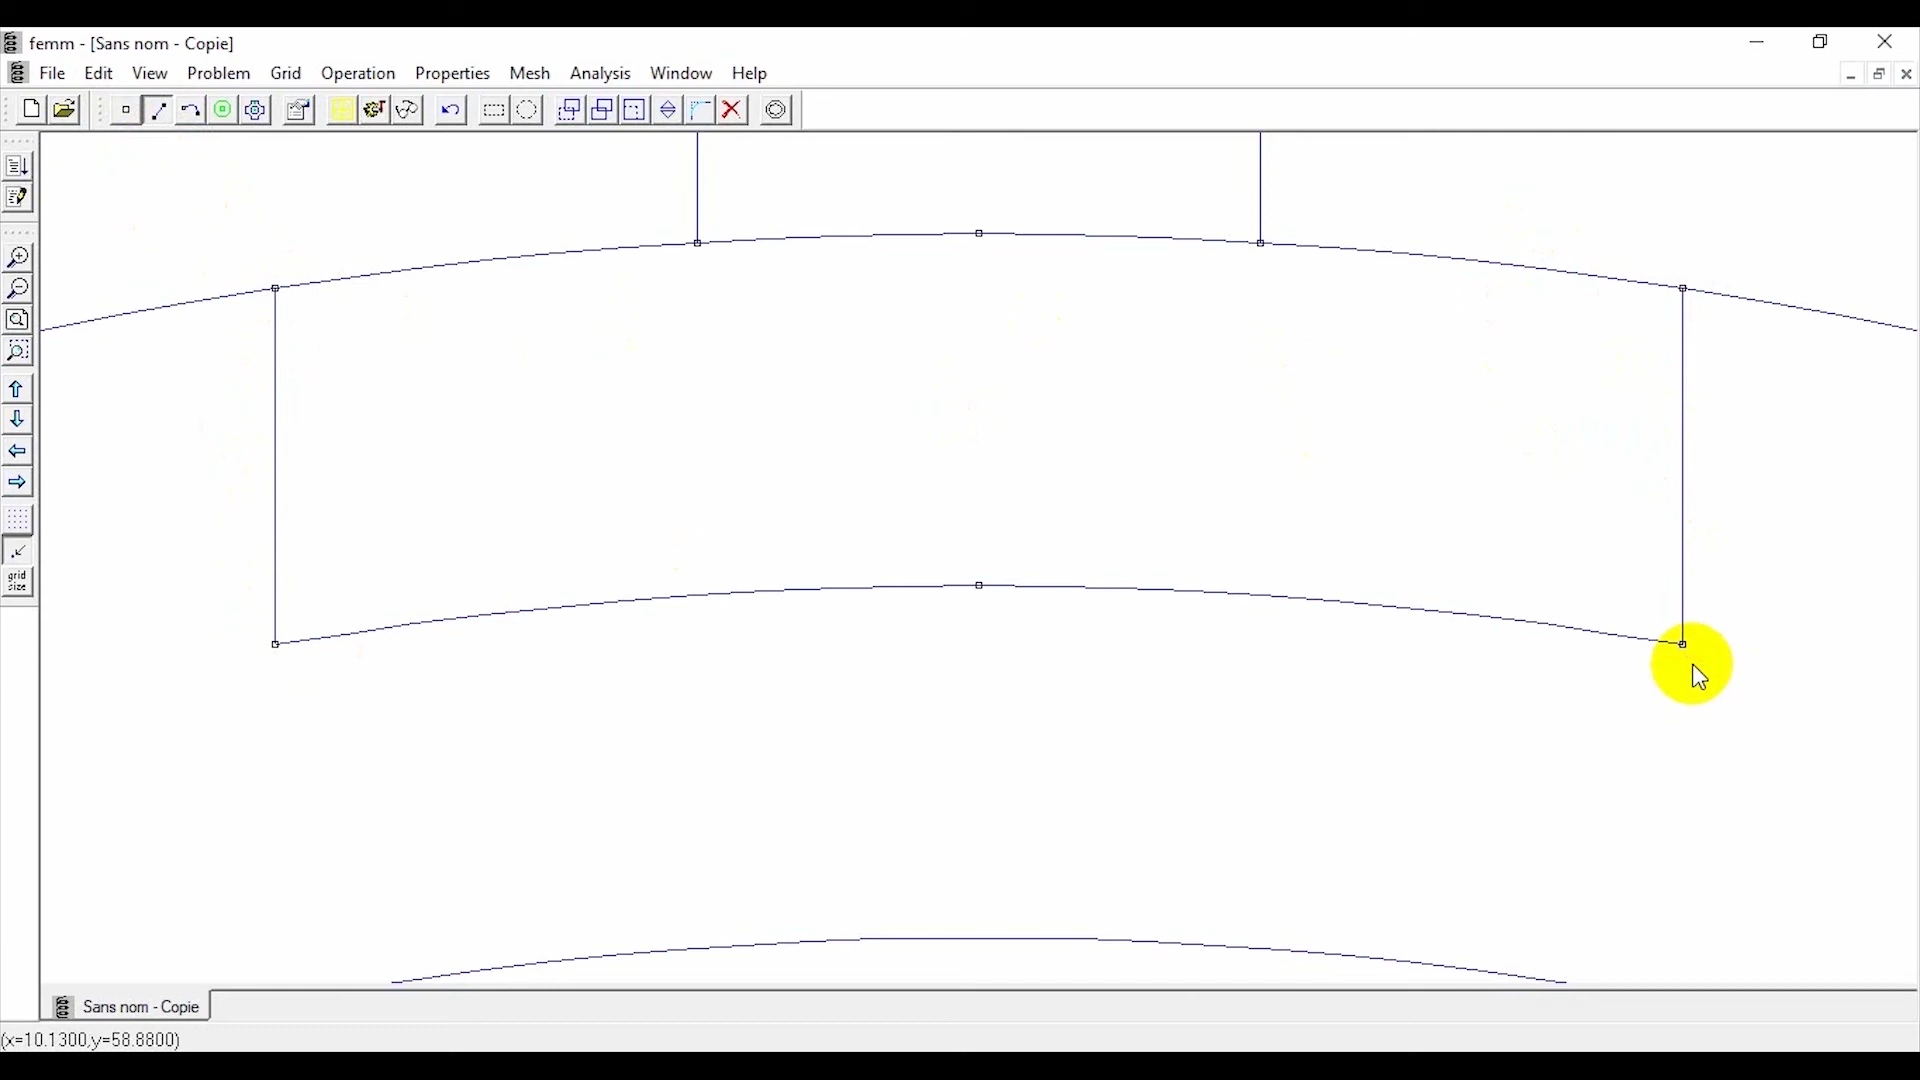 femm - [Sans nom - Copie]
File Edit View Problem Grid Operation Properties Mesh Analysis Window Help
grid
size
Sans nom - Copie
(x=10.1300,y=58.8800)